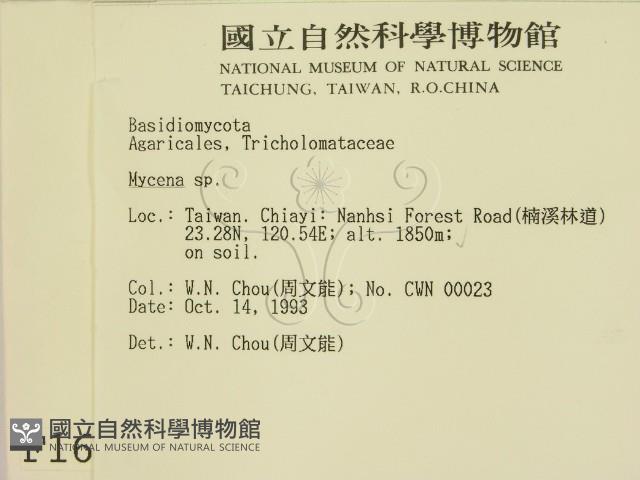 國立自然科學博物館
NATIONAL MUSEUM OF NATURAL SCIENCE
TAICHUNG, TAIWAN, R.O.CHINA
Basidiomycota
Agaricales, Tricholomataceae
Mycena sp.
Loc.: Taiwan. Chiayi: Nanhsi Forest Road(楠溪林道)
23.28N, 120.54E; alt. 1850m;
on soil.
Col.: W.N. Chou(周文能); No. CWN 00023
Date: Oct. 14, 1993
Det.: W.N. Chou(周文能)
國立自然科學博物館
NATIONAL MUSEUM OF NATURAL SCIENCE
F16